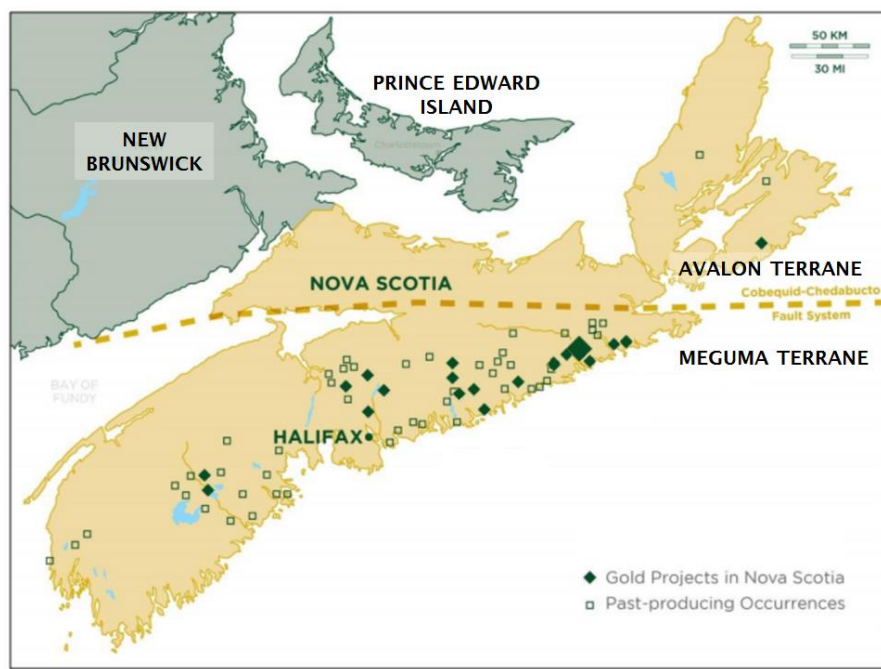 50 KM
30 MI
PRINCE EDWARD
ISLAND
Charlottetown
NEW
BRUNSWICK
NOVA SCOTIA
AVALON TERRANE
Cobequid-Chedabucto
Fault System
MEGUMA TERRANE
BAY OF
FUNDY
HALIFAX
Gold Projects in Nova Scotia
Past-producing Occurrences